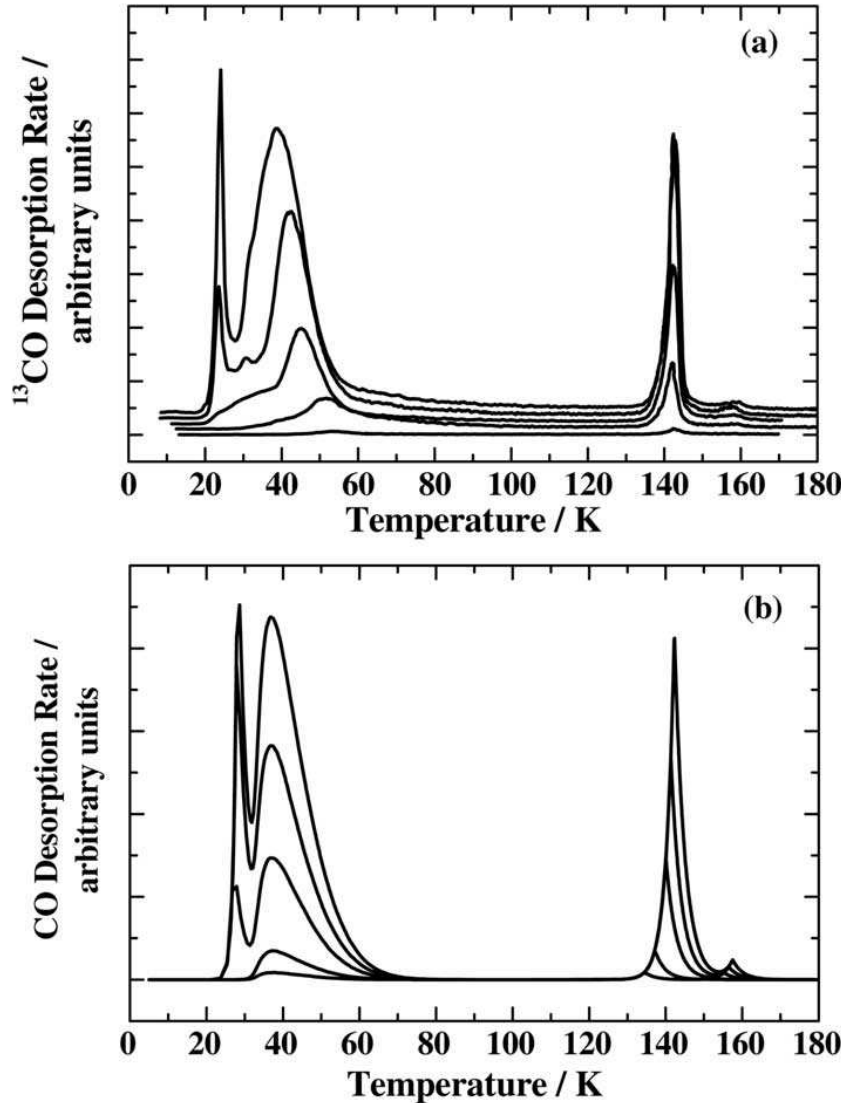 (a)
¹³CO Desorption Rate /
arbitrary units
0 20 40 60 80 100 120 140 160 180
Temperature / K
(b)
CO Desorption Rate /
arbitrary units
0 20 40 60 80 100 120 140 160 180
Temperature / K